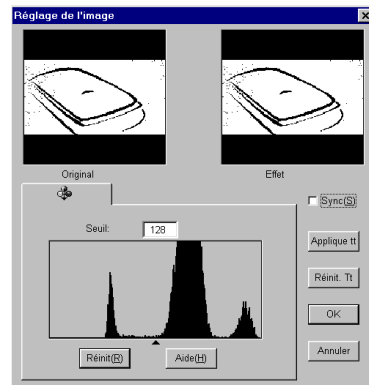 Réglage de l'image
Original
Effet
Sync(S)
Seuil: 128
Applique tt
Réinit. Tt
OK
Annuler
Réinit(R)
Aide(H)